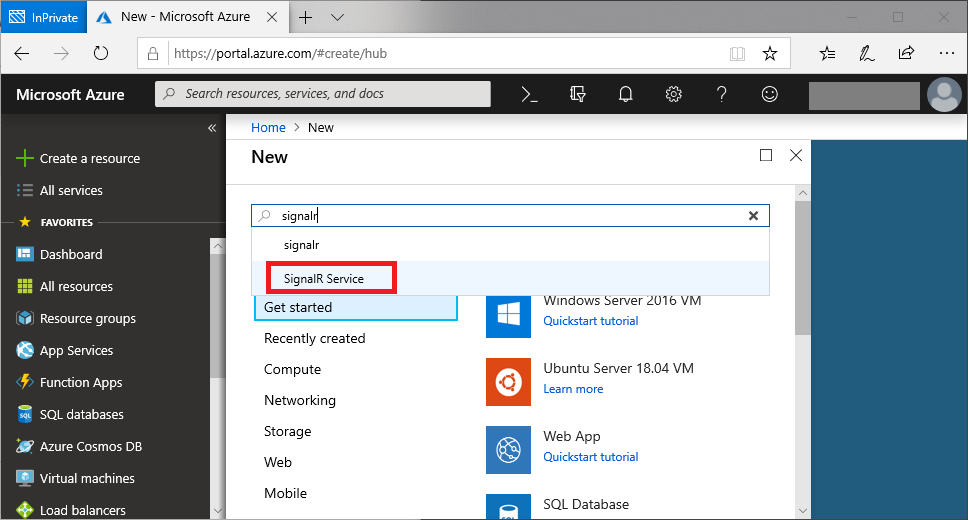 InPrivate
New - Microsoft Azure
https://portal.azure.com/#create/hub
Microsoft Azure
Search resources, services, and docs
Home > New
Create a resource
All services
FAVORITES
Dashboard
All resources
Resource groups
App Services
Function Apps
SQL databases
Azure Cosmos DB
Virtual machines
Load balancers
New
signalr
signalr
SignalR Service
Get started
Recently created
Compute
Networking
Storage
Web
Mobile
Windows Server 2016 VM
Quickstart tutorial
Ubuntu Server 18.04 VM
Learn more
Web App
Quickstart tutorial
SQL Database